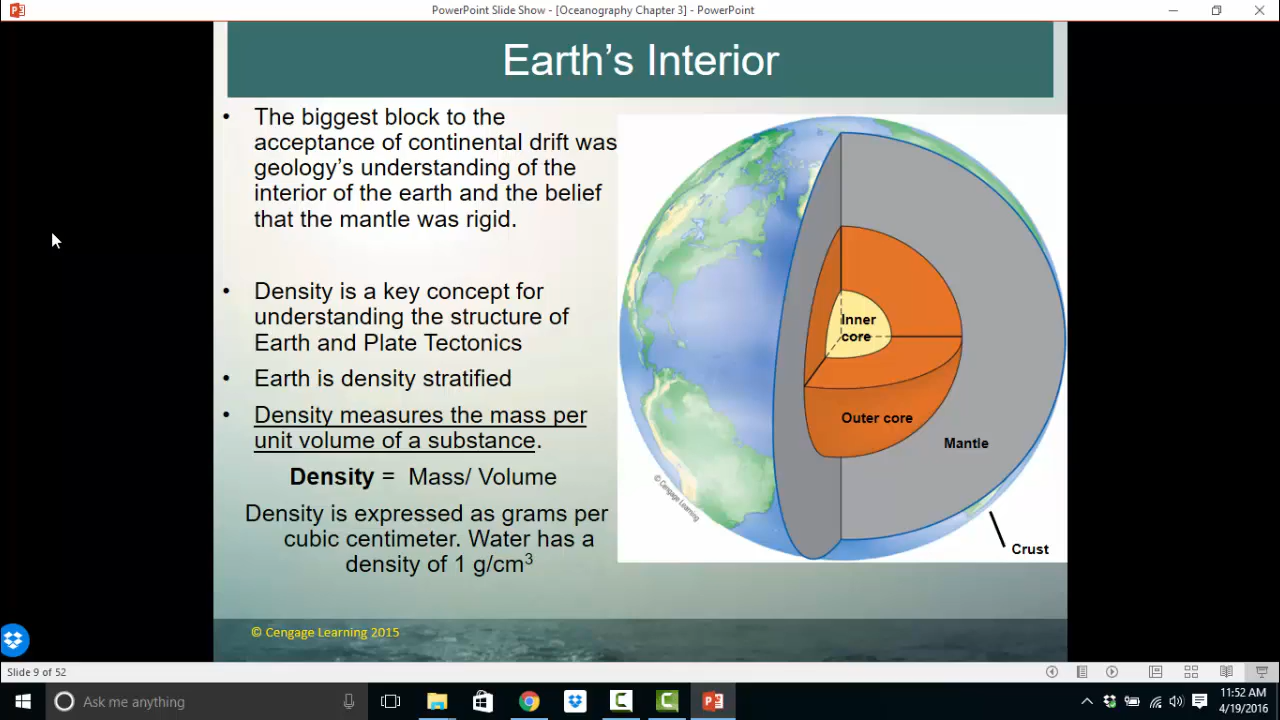 PowerPoint Slide Show - [Oceanography Chapter 3] - PowerPoint
Earth's Interior
• The biggest block to the
acceptance of continental drift was
geology's understanding of the
interior of the earth and the belief
that the mantle was rigid.
• Density is a key concept for
understanding the structure of
Earth and Plate Tectonics
• Earth is density stratified
• Density measures the mass per
unit volume of a substance.
Density = Mass/ Volume
Density is expressed as grams per
cubic centimeter. Water has a
density of 1 g/cm³
Inner
core
Outer core
Mantle
Crust
© Cengage Learning
© Cengage Learning 2015
Slide 9 of 52
Ask me anything
11:52 AM
4/19/2016